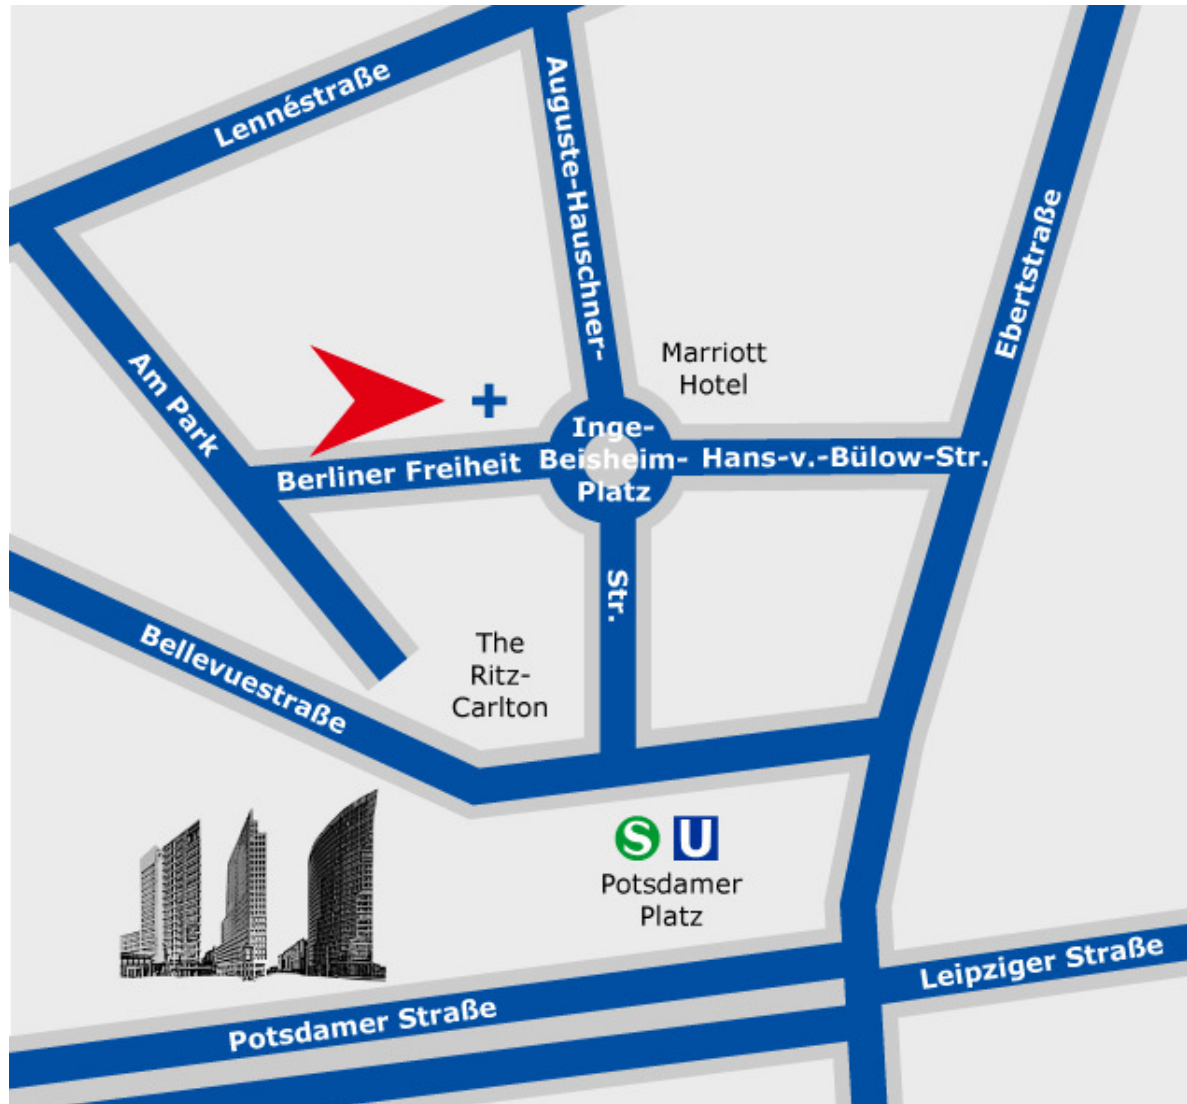 Lennéstraße
Auguste-Hauschner-
Str.
Ebertstraße
Marriott
Hotel
Am Park
Berliner Freiheit
Inge-
Beisheim-
Platz
Hans-v.-Bülow-Str.
Bellevuestraße
The
Ritz-
Carlton
S U
Potsdamer
Platz
Leipziger Straße
Potsdamer Straße